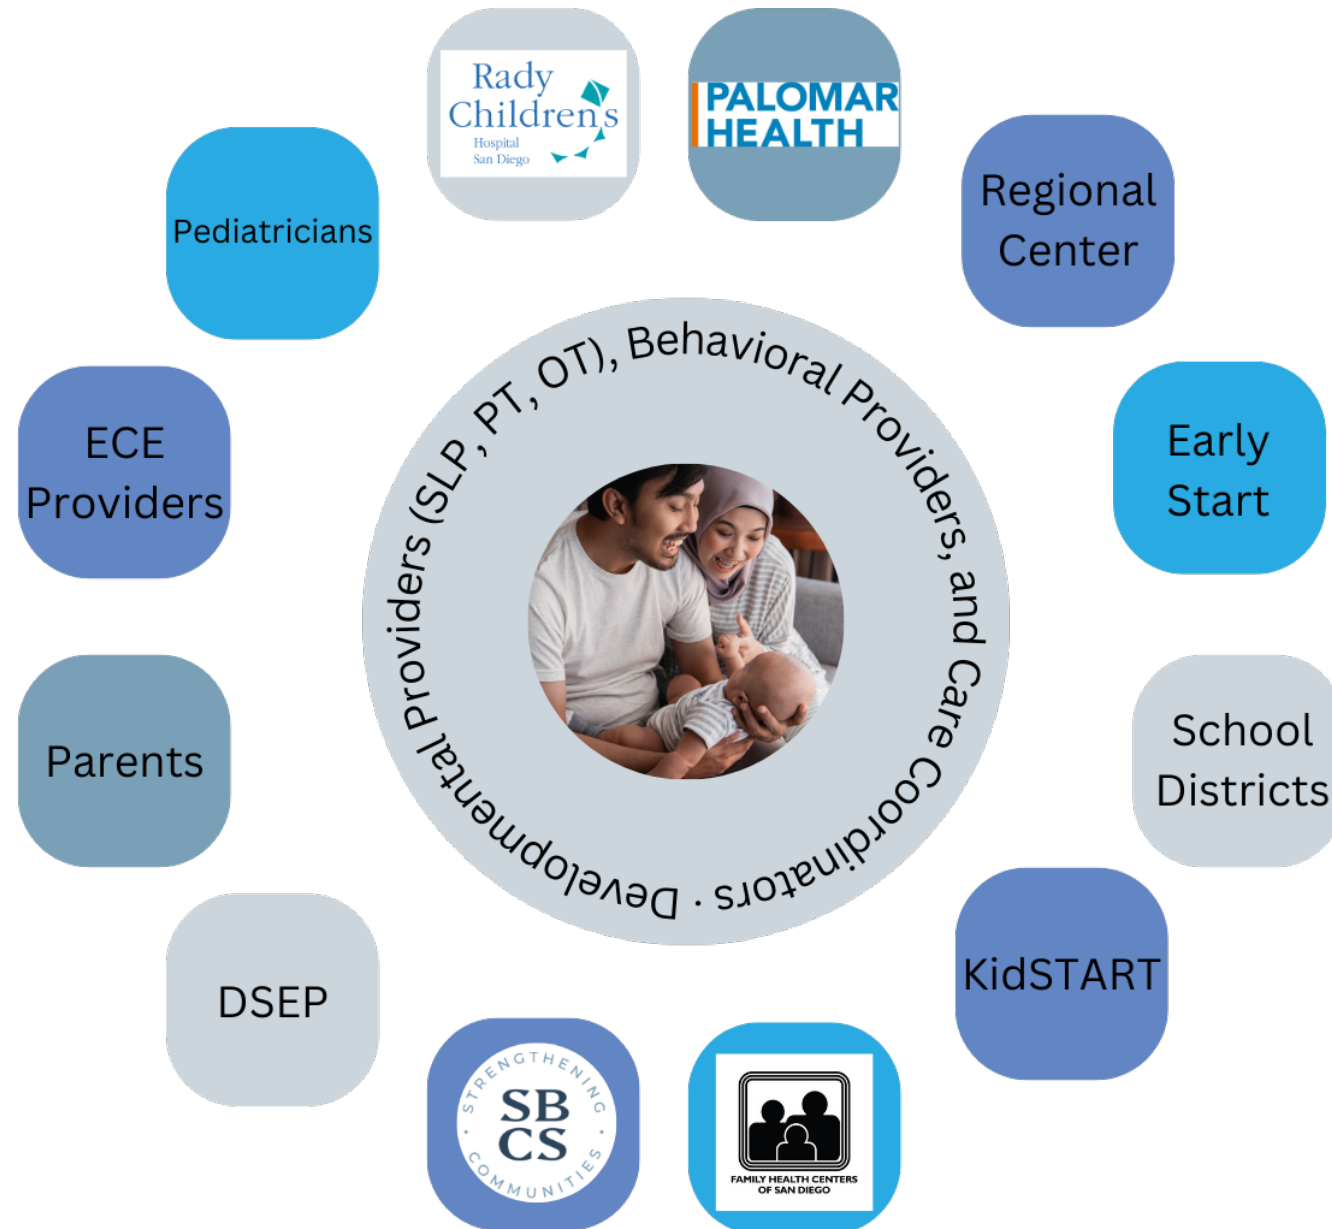 Rady
Children's
Hospital
San Diego
PALOMAR
HEALTH
Pediatricians
Regional
Center
ECE
Providers
Early
Start
Developmental Providers (SLP, PT, OT), Behavioral Providers, and Care Coordinators ·
Parents
School
Districts
DSEP
KidSTART
· STRENGTHENING ·
SB
CS
COMMUNITIES
FAMILY HEALTH CENTERS
OF SAN DIEGO